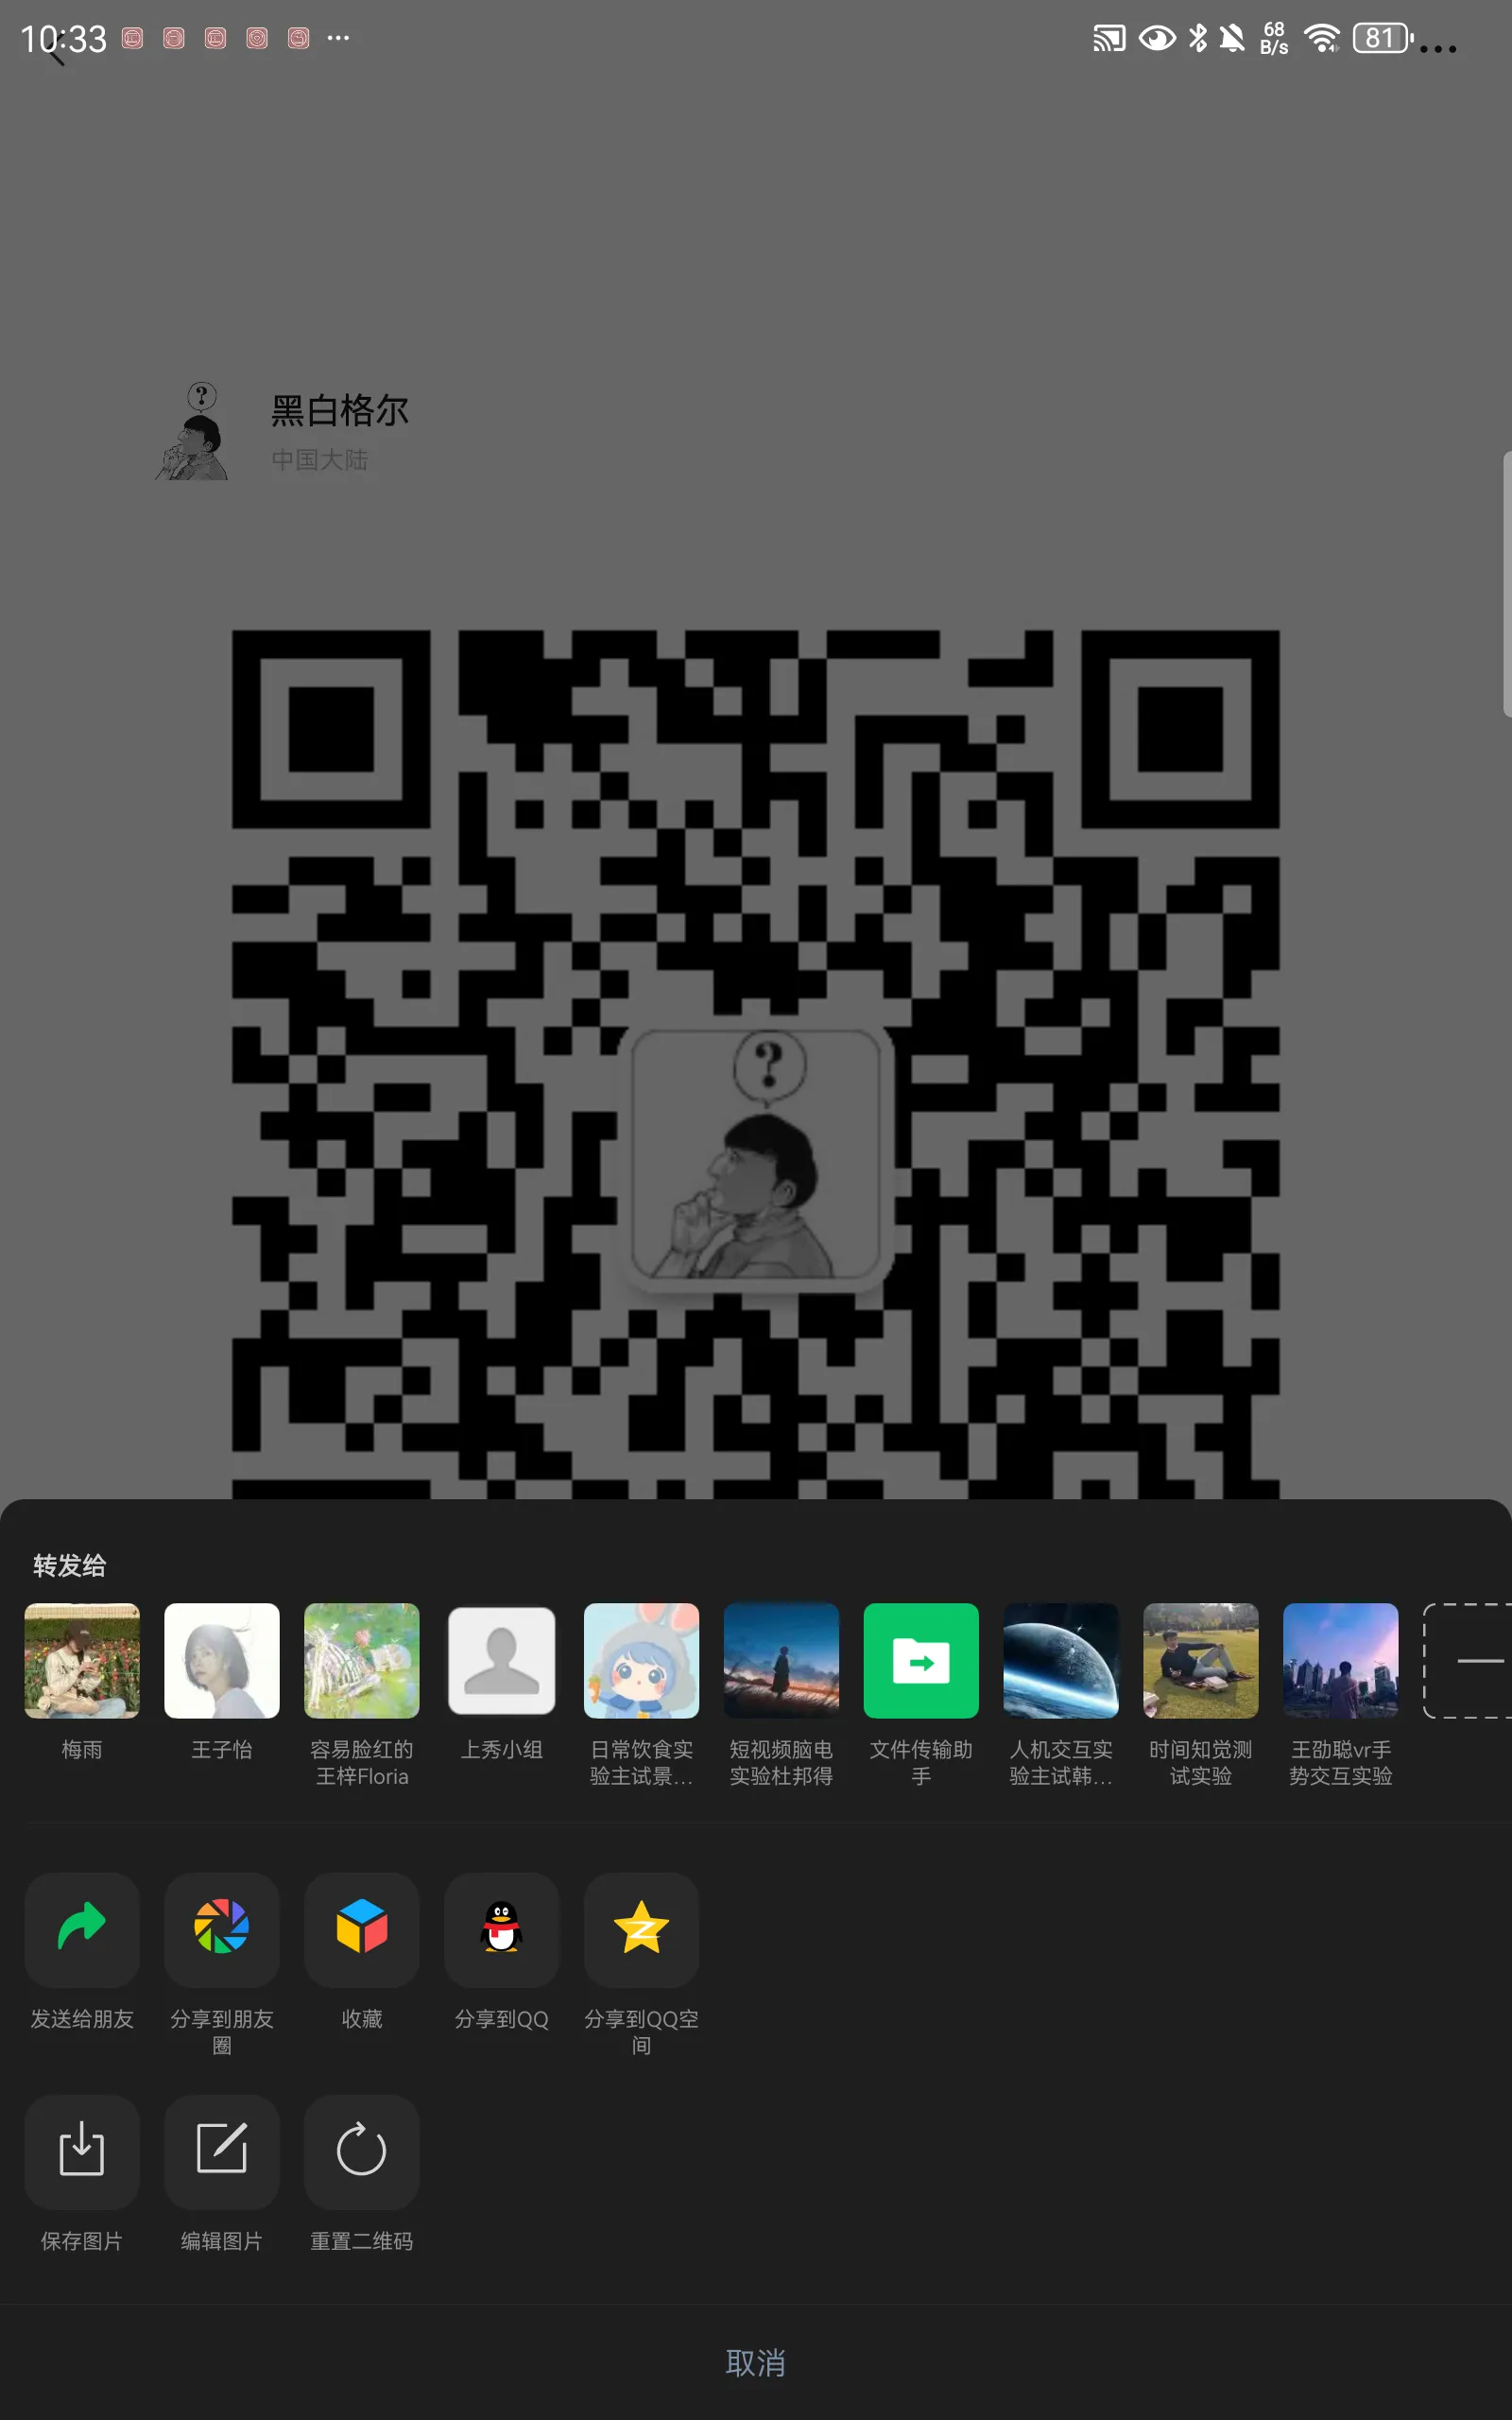 10:33
68
B/s
81
黑白格尔
中国大陆
?
?
转发给
梅雨
王子怡
容易脸红的
王梓Floria
上秀小组
日常饮食实
验主试景...
短视频脑电
实验杜邦得
文件传输助
手
人机交互实
验主试韩...
时间知觉测
试实验
王劭聪vr手
势交互实验
发送给朋友
分享到朋友
圈
收藏
分享到QQ
分享到QQ空
间
保存图片
编辑图片
重置二维码
取消